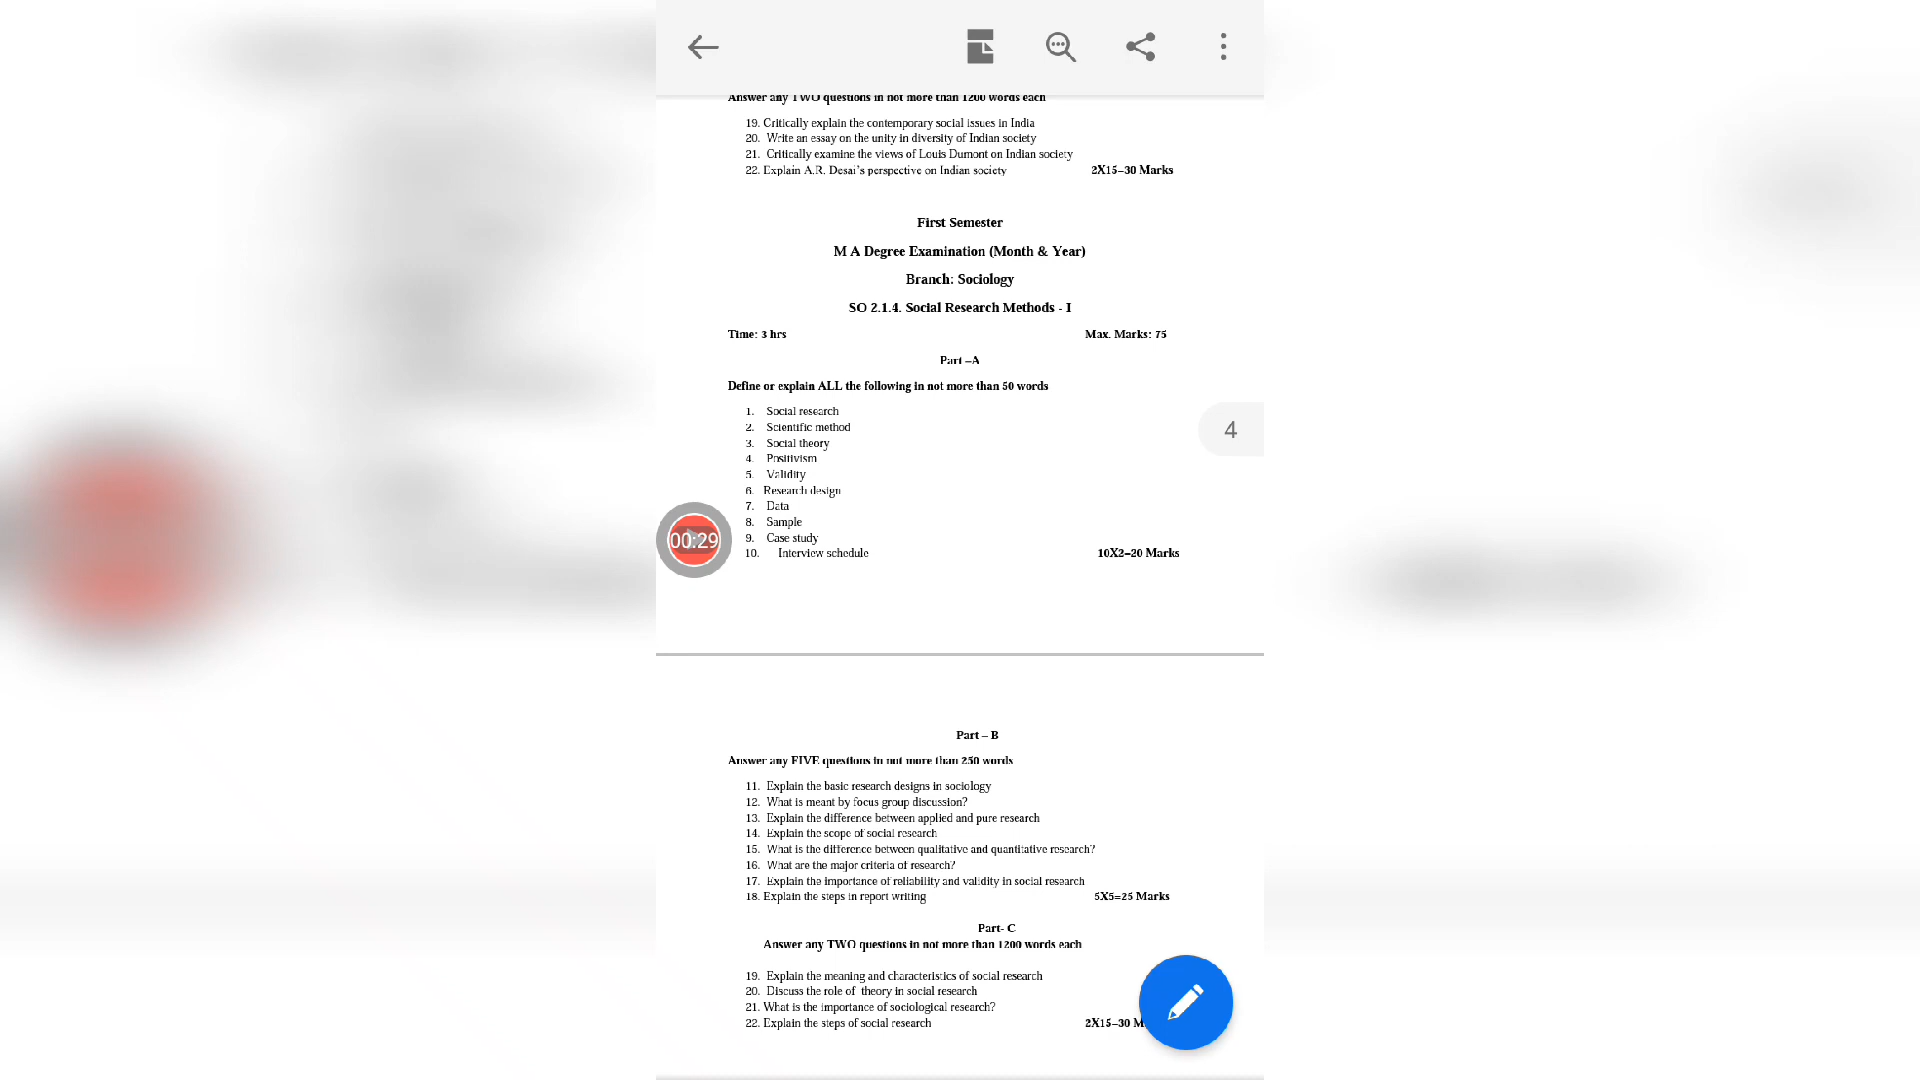 Answer any TWO questions in not more than 1200 words each
19. Critically explain the contemporary social issues in India
20. Write an essay on the unity in diversity of Indian society
21. Critically examine the views of Louis Dumont on Indian society
22. Explain A.R. Desai's perspective on Indian society 2X15=30 Marks
First Semester
M A Degree Examination (Month & Year)
Branch: Sociology
SO 2.1.4. Social Research Methods - I
Time: 3 hrs Max. Marks: 75
Part –A
Define or explain ALL the following in not more than 50 words
1. Social research
2. Scientific method
3. Social theory
4. Positivism
5. Validity
6. Research design
7. Data
8. Sample
9. Case study
10. Interview schedule 10X2=20 Marks
4
00:29
Part – B
Answer any FIVE questions in not more than 250 words
11. Explain the basic research designs in sociology
12. What is meant by focus group discussion?
13. Explain the difference between applied and pure research
14. Explain the scope of social research
15. What is the difference between qualitative and quantitative research?
16. What are the major criteria of research?
17. Explain the importance of reliability and validity in social research
18. Explain the steps in report writing 5X5=25 Marks
Part- C
Answer any TWO questions in not more than 1200 words each
19. Explain the meaning and characteristics of social research
20. Discuss the role of theory in social research
21. What is the importance of sociological research?
22. Explain the steps of social research 2X15=30 M